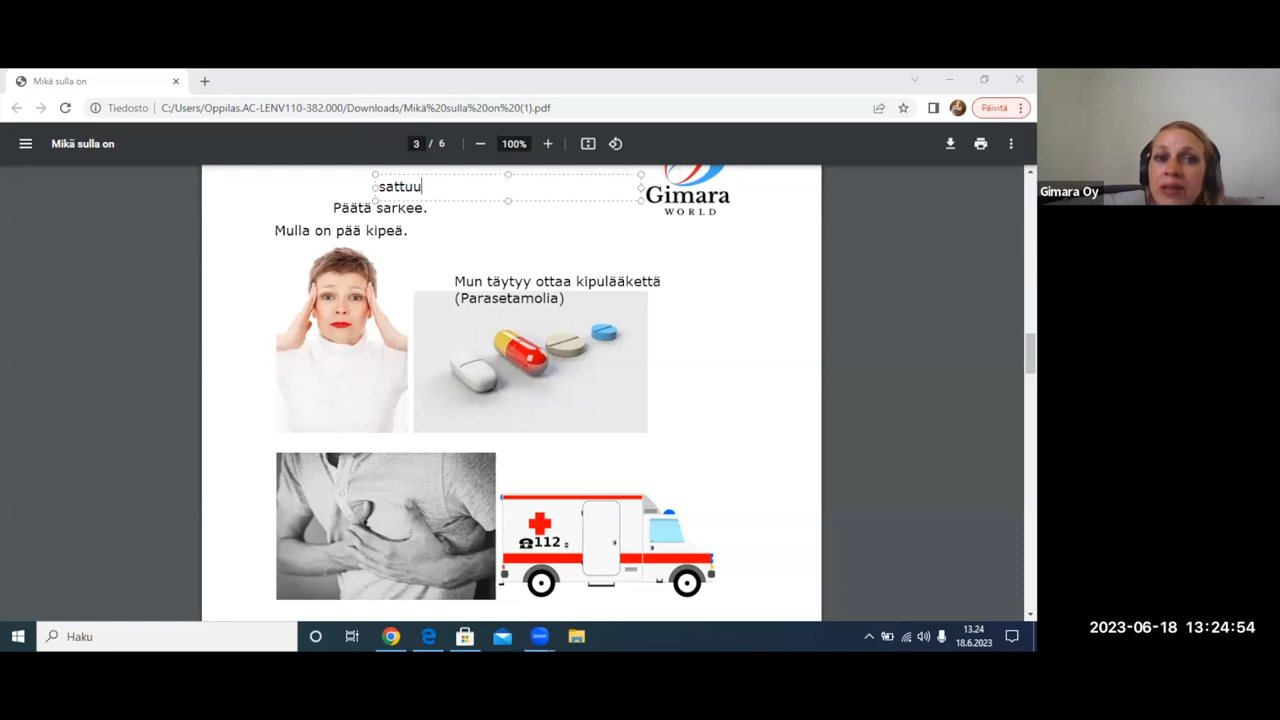 Mikä sulla on
Tiedosto
C:/Users/Oppilas.AC-LENV110-382.000/Downloads/Mikä%20sulla%20on%20(1).pdf
Päivitä
Mikä sulla on
3 / 6
100%
sattuu
Gimara
WORLD
Päätä sarkee.
Mulla on pää kipeä.
Mun täytyy ottaa kipulääkettä
(Parasetamolia)
☎112
Haku
zoom
13.24
18.6.2023
Gimara Oy
2023-06-18 13:24:54